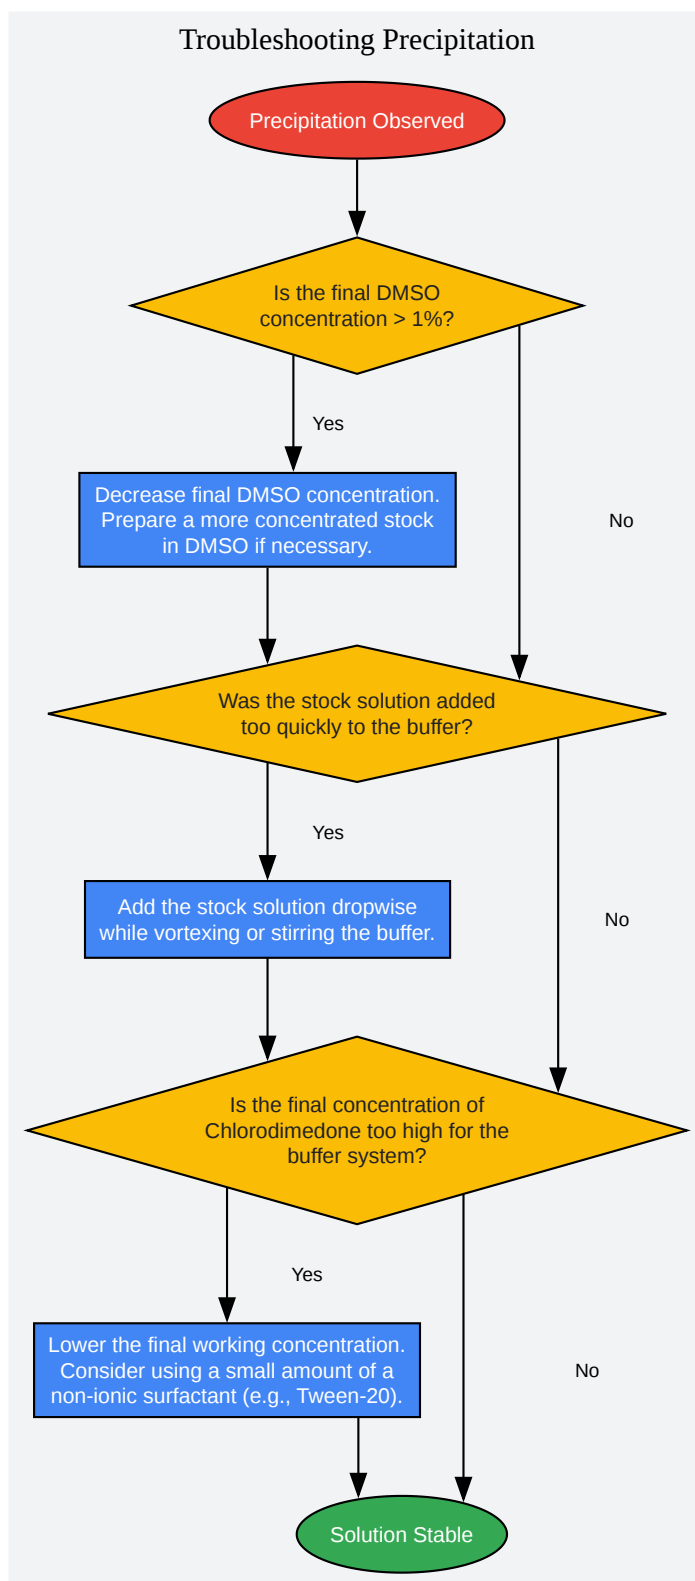 Troubleshooting Precipitation
Precipitation Observed
Is the final DMSO
concentration > 1%?
Yes
Decrease final DMSO concentration.
Prepare a more concentrated stock
in DMSO if necessary.
No
Was the stock solution added
too quickly to the buffer?
Yes
Add the stock solution dropwise
while vortexing or stirring the buffer.
No
Is the final concentration of
Chlorodimedone too high for the
buffer system?
Yes
Lower the final working concentration.
Consider using a small amount of a
non-ionic surfactant (e.g., Tween-20).
No
Solution Stable